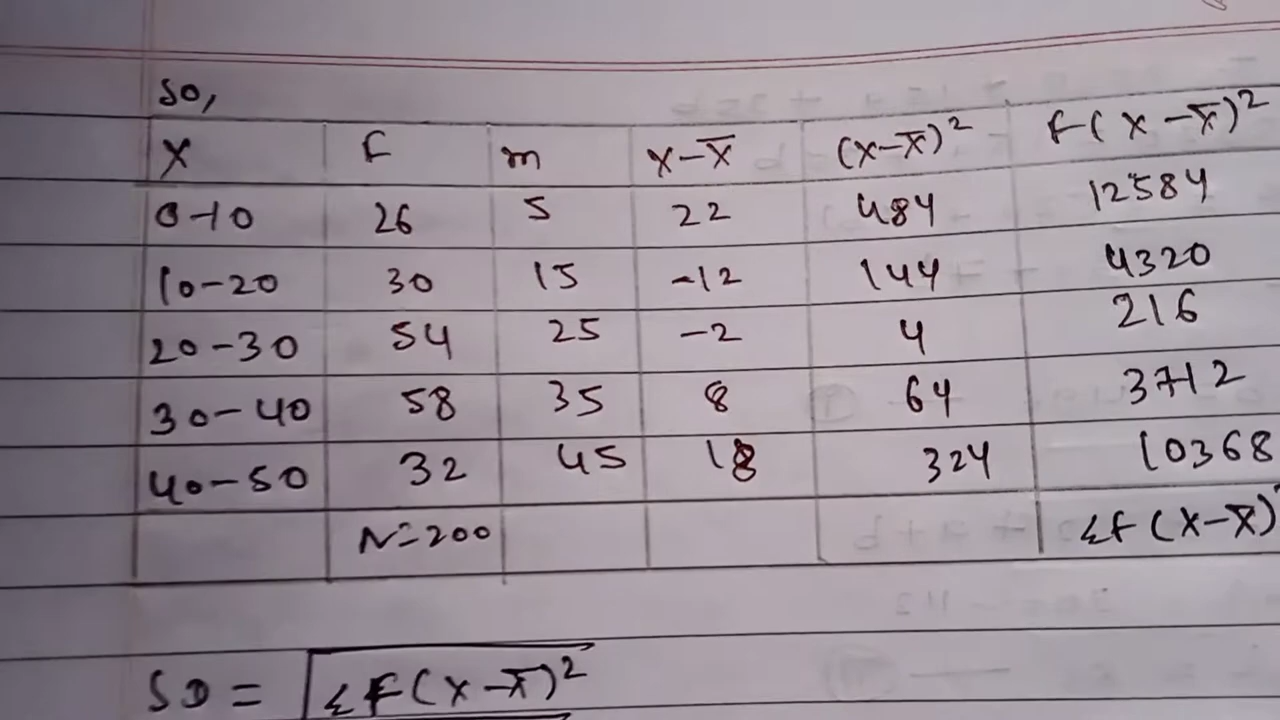 so,
X F m X-X̅ (X-X̅)² F(X-X̅)²
0-10 26 5 22 484 12584
10-20 30 15 -12 144 4320
20-30 54 25 -2 4 216
30-40 58 35 8 64 3712
40-50 32 45 18 324 10368
N=200 ΣF(X-X̅)²
SD = √ΣF(X-X̅)²